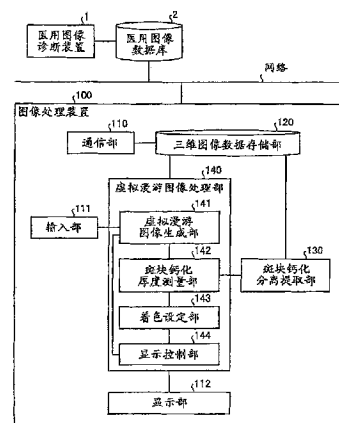 1
医用图像
诊断装置
2
医用图像
数据库
网络
100
图像处理装置
110
通信部
120
三维图像数据存储部
140
虚拟漫游图像处理部
111
输入部
141
虚拟漫游
图像生成部
142
斑块钙化
厚度测量部
130
斑块钙化
分离提取部
143
着色设定部
144
显示控制部
112
显示部